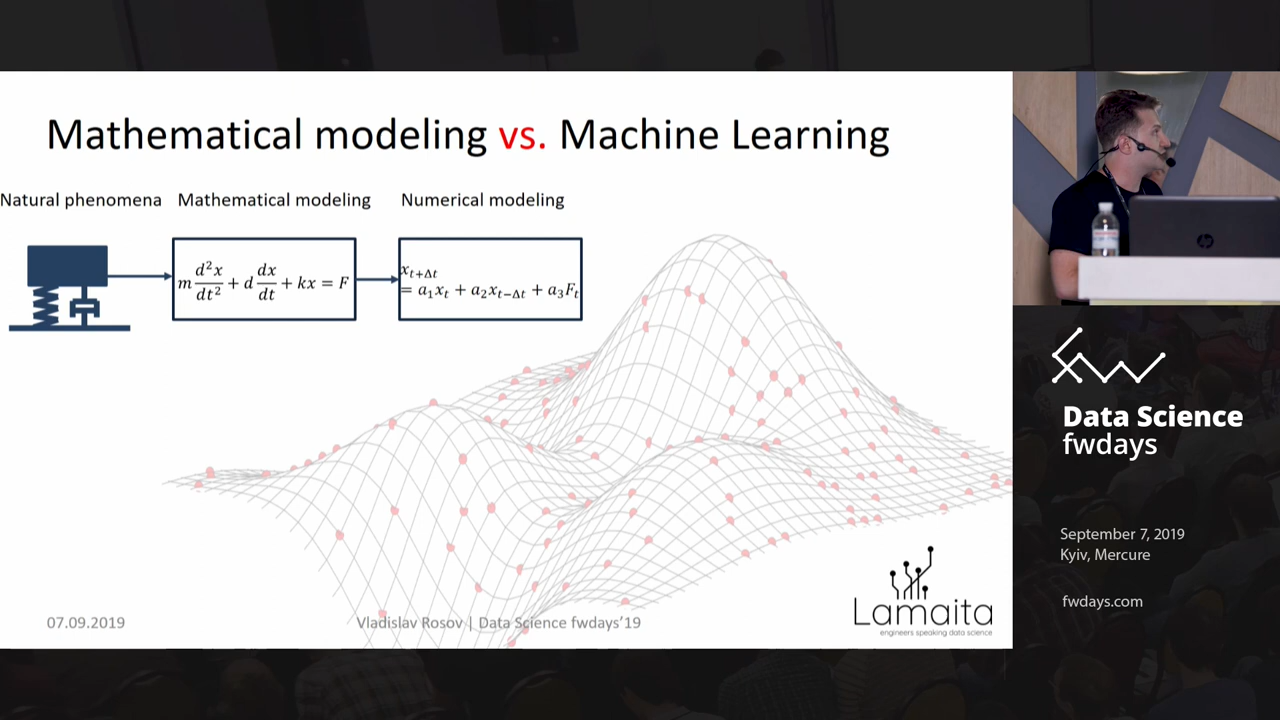 Mathematical modeling vs. Machine Learning
Natural phenomena
Mathematical modeling
Numerical modeling
m d²x/dt² + d dx/dt + kx = F
x_{t+Δt}
= a₁x_t + a₂x_{t−Δt} + a₃F_t
07.09.2019
Vladislav Rosov | Data Science fwdays’19
Lamaita
engineers speaking data science
hp
Data Science
fwdays
September 7, 2019
Kyiv, Mercure
fwdays.com